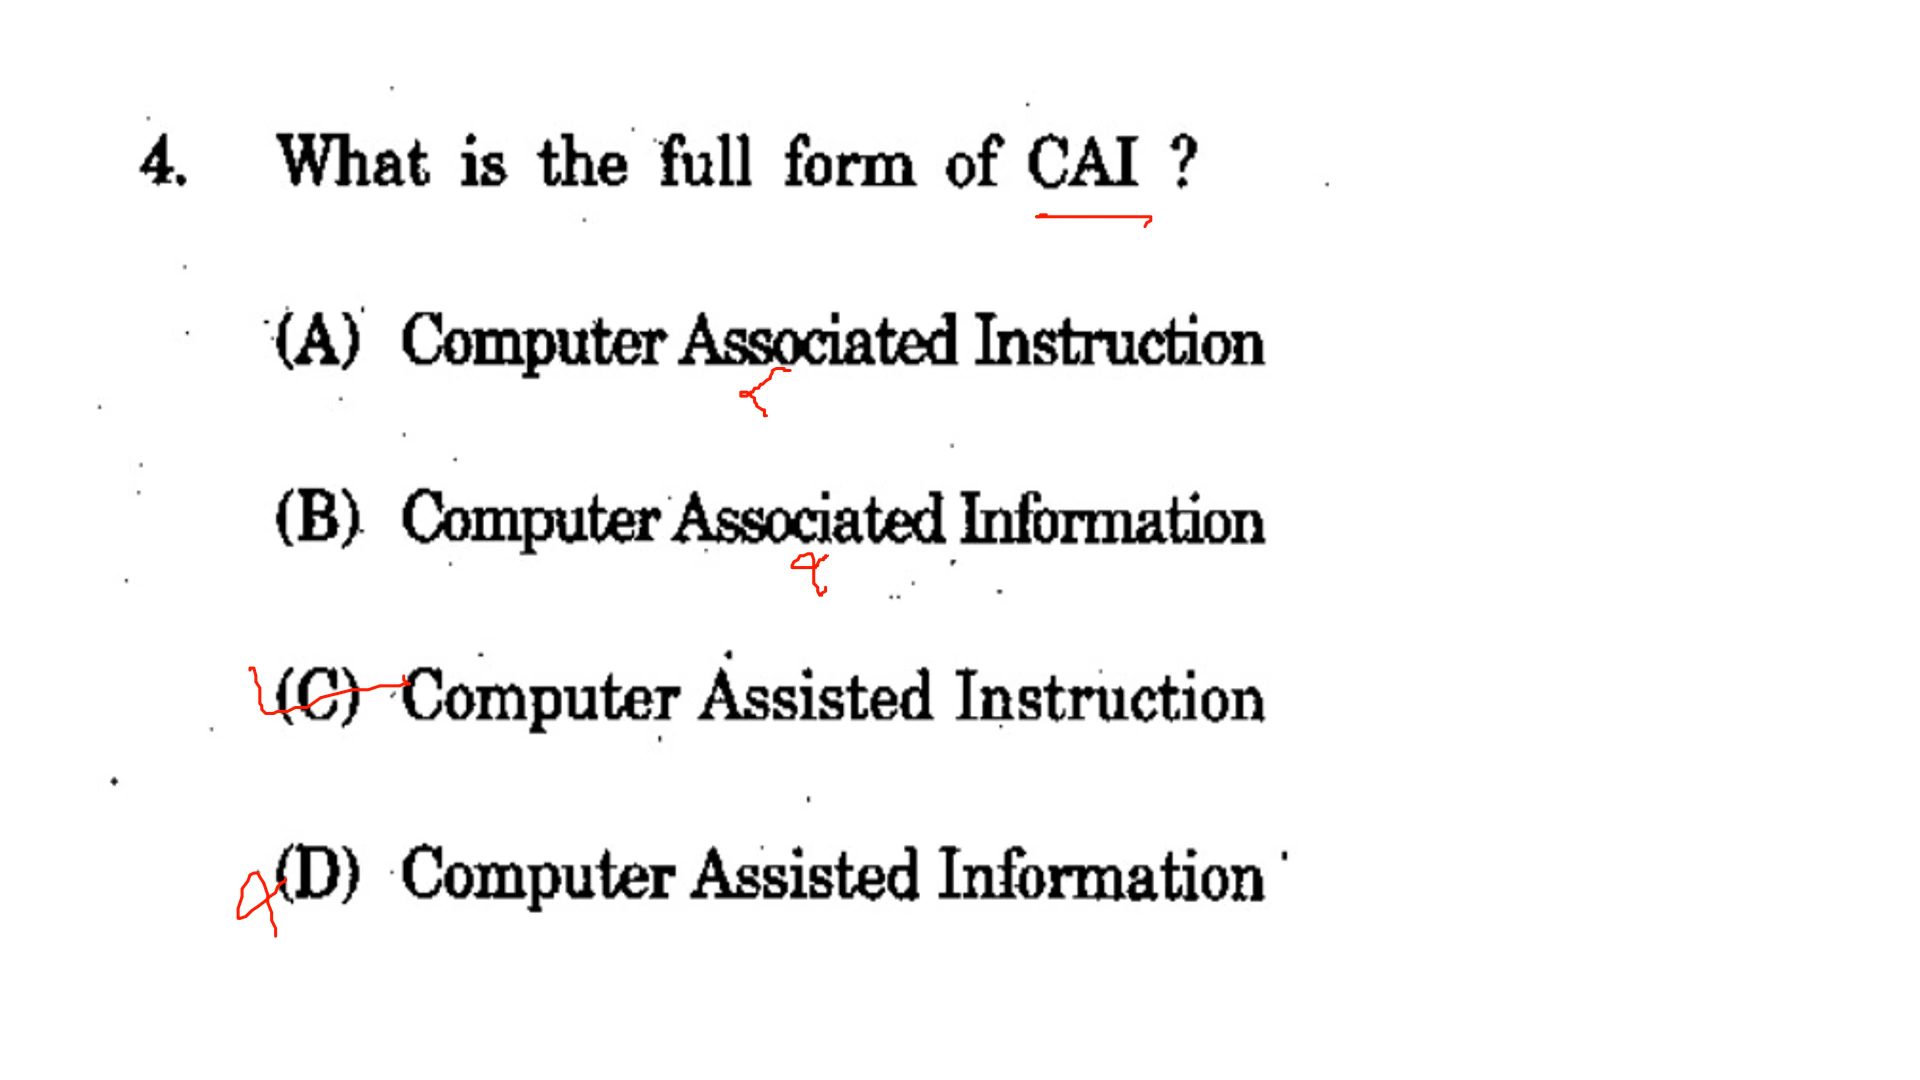 4. What is the full form of CAI ?
(A) Computer Associated Instruction
(B) Computer Associated Information
(C) Computer Assisted Instruction
(D) Computer Assisted Information